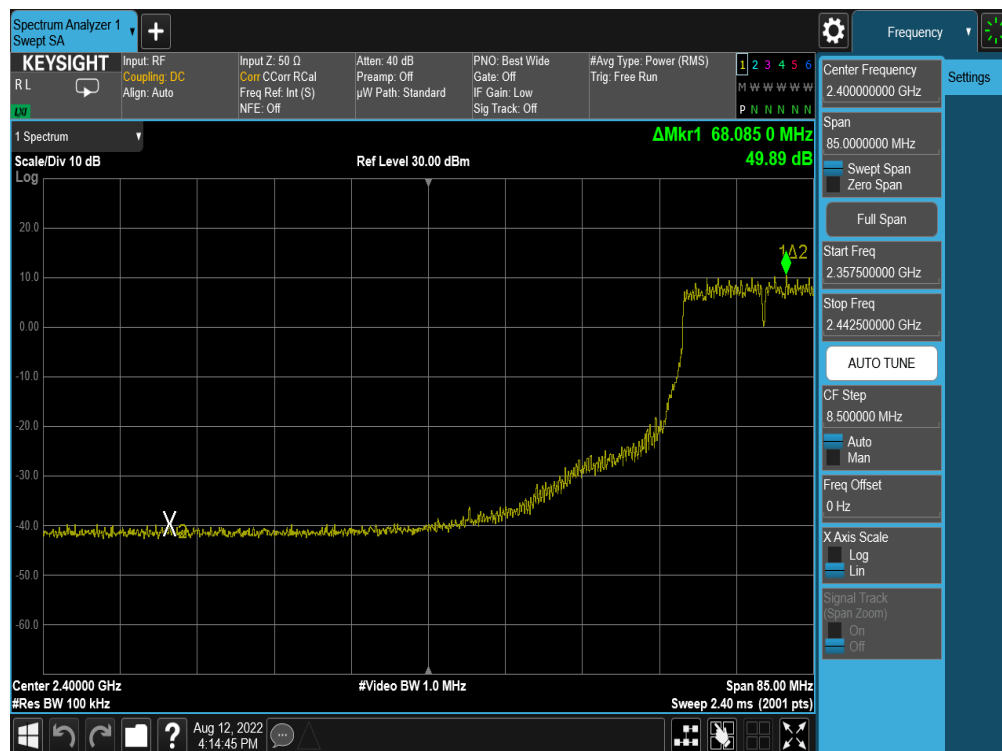 Spectrum Analyzer 1
Swept SA
+
Frequency
KEYSIGHT
R L
LXI
Input: RF
Coupling: DC
Align: Auto
Input Z: 50 Ω
Corr CCorr RCal
Freq Ref: Int (S)
NFE: Off
Atten: 40 dB
Preamp: Off
µW Path: Standard
PNO: Best Wide
Gate: Off
IF Gain: Low
Sig Track: Off
#Avg Type: Power (RMS)
Trig: Free Run
1 2 3 4 5 6
M W W W W W
P N N N N N
1 Spectrum
ΔMkr1 68.085 0 MHz
Scale/Div 10 dB
Ref Level 30.00 dBm
49.89 dB
Log
20.0
10.0
0.00
-10.0
-20.0
-30.0
-40.0
-50.0
-60.0
1Δ2
X2
Center 2.40000 GHz
#Video BW 1.0 MHz
Span 85.00 MHz
#Res BW 100 kHz
Sweep 2.40 ms (2001 pts)
Center Frequency
2.400000000 GHz
Settings
Span
85.0000000 MHz
Swept Span
Zero Span
Full Span
Start Freq
2.357500000 GHz
Stop Freq
2.442500000 GHz
AUTO TUNE
CF Step
8.500000 MHz
Auto
Man
Freq Offset
0 Hz
X Axis Scale
Log
Lin
Signal Track
(Span Zoom)
On
Off
?
Aug 12, 2022
4:14:45 PM